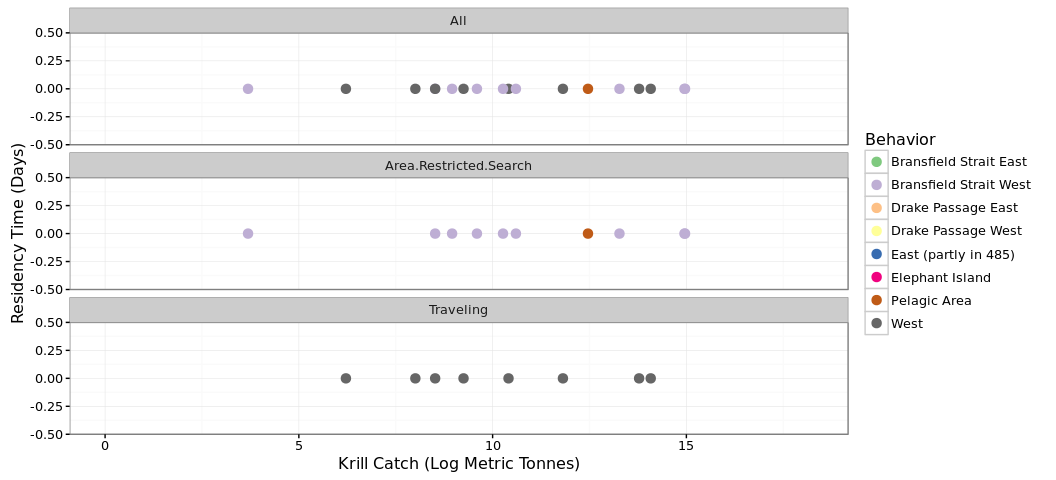 All
0.50
0.25
0.00
-0.25
-0.50
Area.Restricted.Search
0.50
0.25
0.00
-0.25
-0.50
Traveling
0.50
0.25
0.00
-0.25
-0.50
0 5 10 15
Krill Catch (Log Metric Tonnes)
Residency Time (Days)
Behavior
Bransfield Strait East
Bransfield Strait West
Drake Passage East
Drake Passage West
East (partly in 485)
Elephant Island
Pelagic Area
West